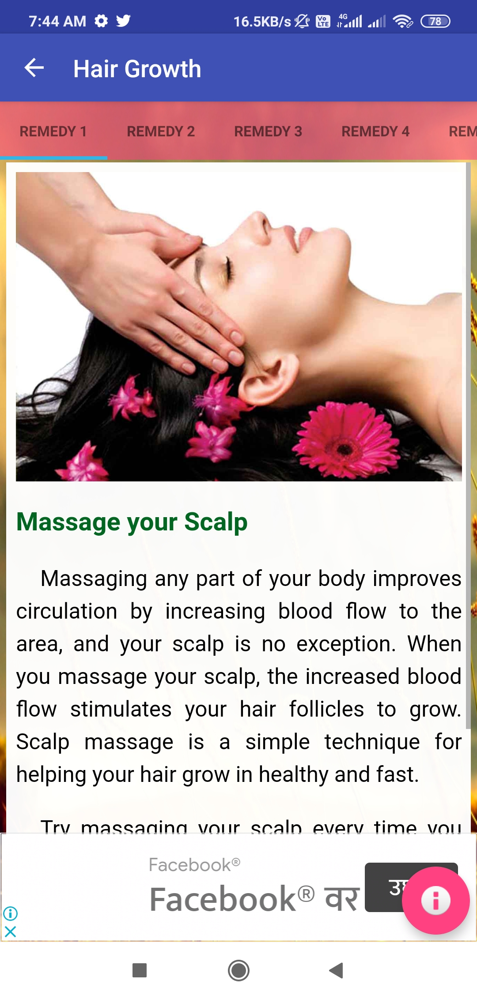 7:44 AM 16.5KB/s Vo LTE 4G 78
Hair Growth
REMEDY 1 REMEDY 2 REMEDY 3 REMEDY 4 REM
Massage your Scalp
Massaging any part of your body improves
circulation by increasing blood flow to the
area, and your scalp is no exception. When
you massage your scalp, the increased blood
flow stimulates your hair follicles to grow.
Scalp massage is a simple technique for
helping your hair grow in healthy and fast.
Try massaging your scalp every time you
Facebook®
Facebook® वर